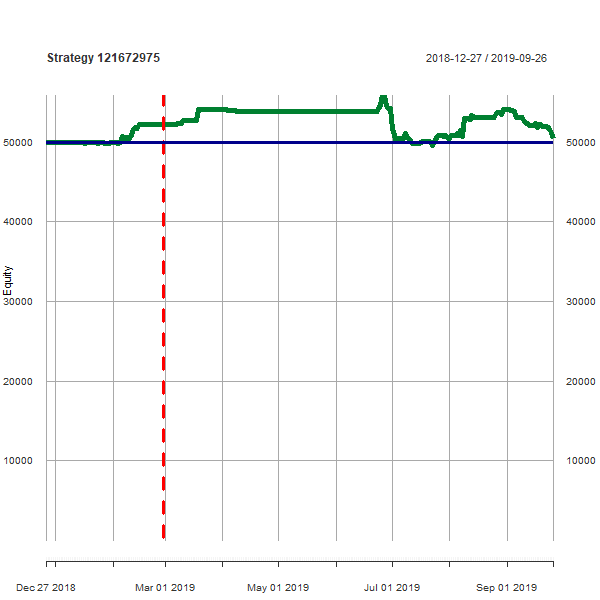 Strategy 121672975
2018-12-27 / 2019-09-26
50000
50000
40000
40000
Equity
30000
30000
20000
20000
10000
10000
Dec 27 2018
Mar 01 2019
May 01 2019
Jul 01 2019
Sep 01 2019